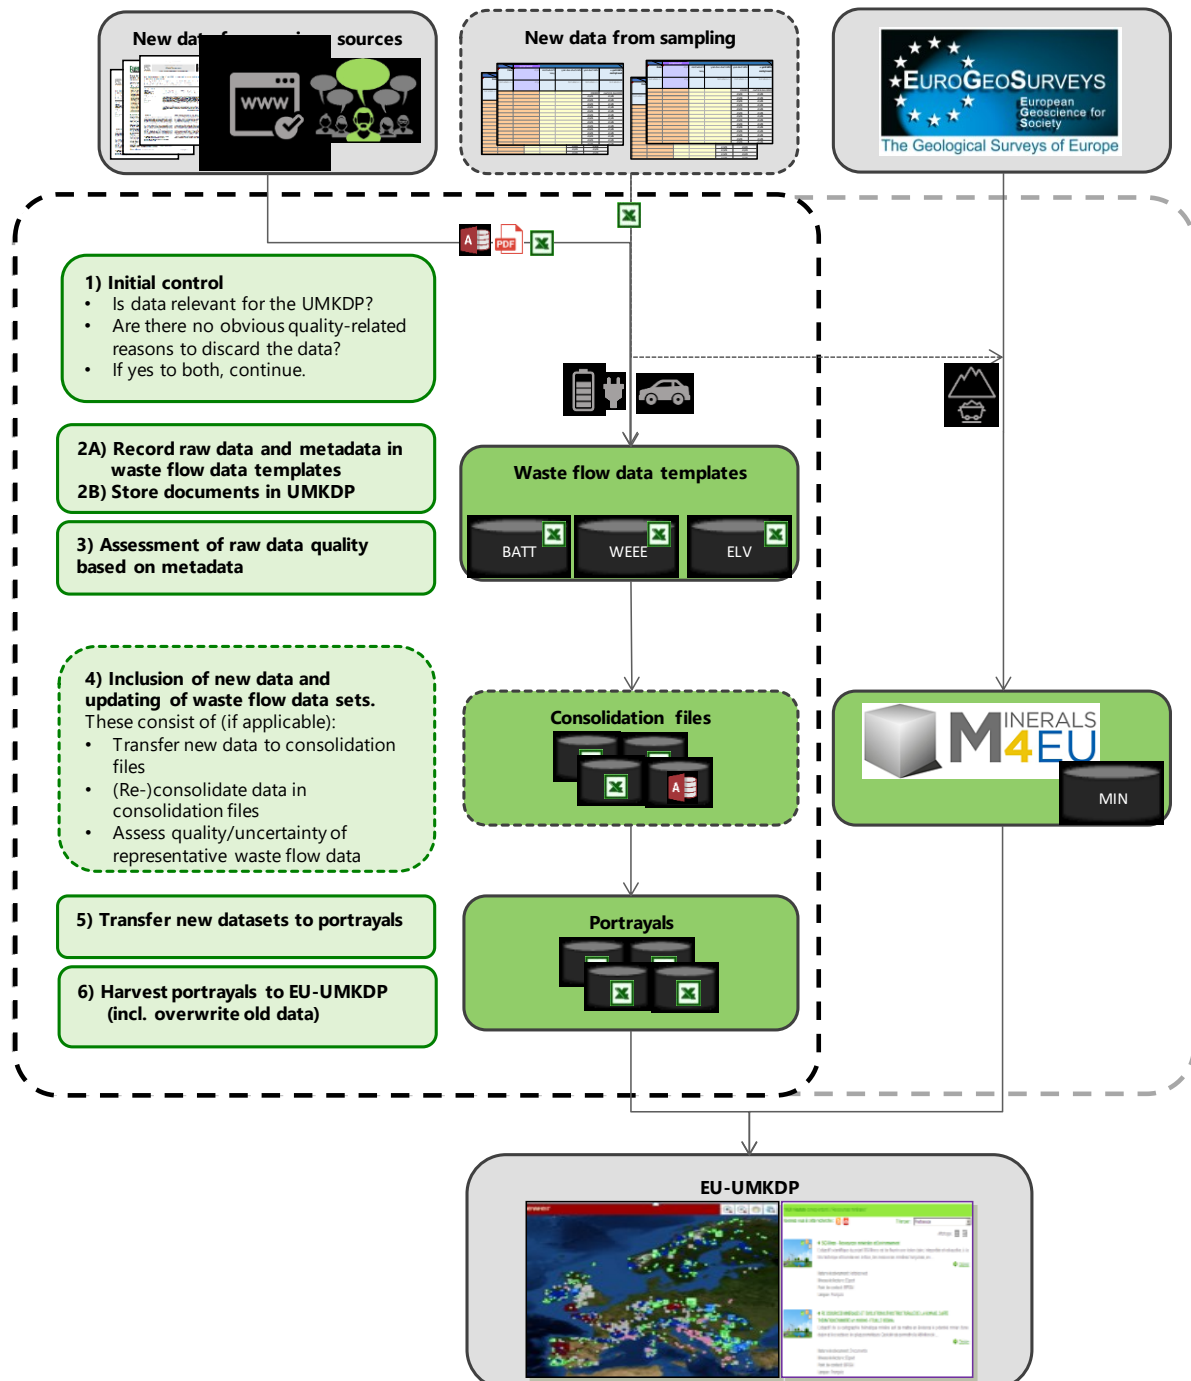 New data from
sources
New data from sampling
WWW
EUROGEOSURVEYS
European
Geoscience for
Society
The Geological Surveys of Europe
A
PDF
1) Initial control
• Is data relevant for the UMKDP?
• Are there no obvious quality-related
reasons to discard the data?
• If yes to both, continue.
2A) Record raw data and metadata in
waste flow data templates
2B) Store documents in UMKDP
Waste flow data templates
BATT
WEEE
ELV
3) Assessment of raw data quality
based on metadata
4) Inclusion of new data and
updating of waste flow data sets.
These consist of (if applicable):
• Transfer new data to consolidation
files
• (Re-)consolidate data in
consolidation files
• Assess quality/uncertainty of
representative waste flow data
Consolidation files
A
MINERALS
M4EU
MIN
5) Transfer new datasets to portrayals
Portrayals
6) Harvest portrayals to EU-UMKDP
(incl. overwrite old data)
EU-UMKDP